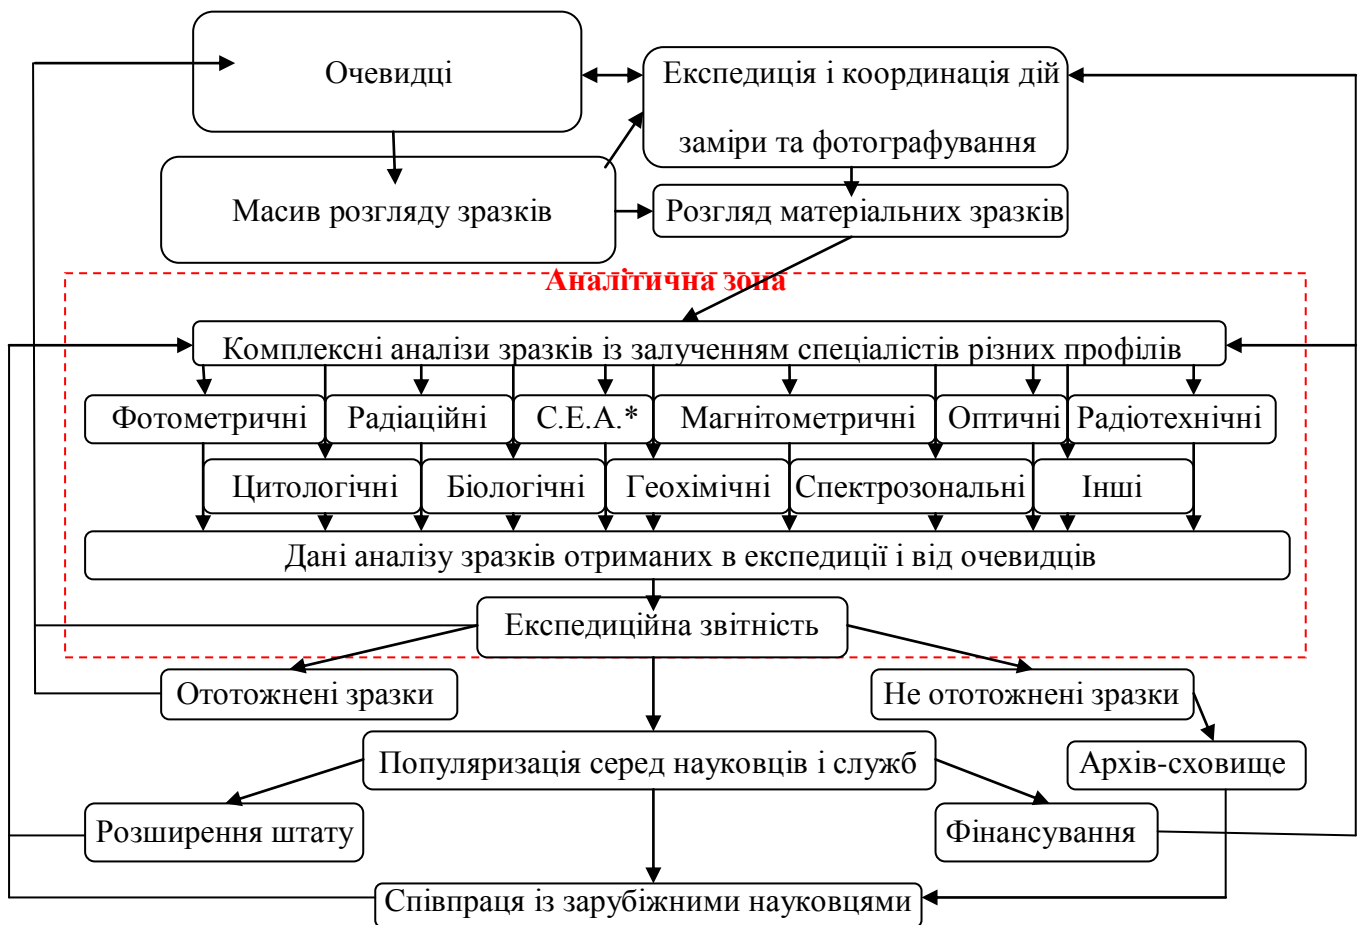 Очевидці
Експедиція і координація дій
заміри та фотографування
Масив розгляду зразків
Розгляд матеріальних зразків
Аналітична зона
Комплексні аналізи зразків із залученням спеціалістів різних профілів
Фотометричні
Радіаційні
С.Е.А.*
Магнітометричні
Оптичні
Радіотехнічні
Цитологічні
Біологічні
Геохімічні
Спектрозональні
Інші
Дані аналізу зразків отриманих в експедиції і від очевидців
Експедиційна звітність
Ототожнені зразки
Не ототожнені зразки
Популяризація серед науковців і служб
Архів-сховище
Розширення штату
Фінансування
Співпраця із зарубіжними науковцями